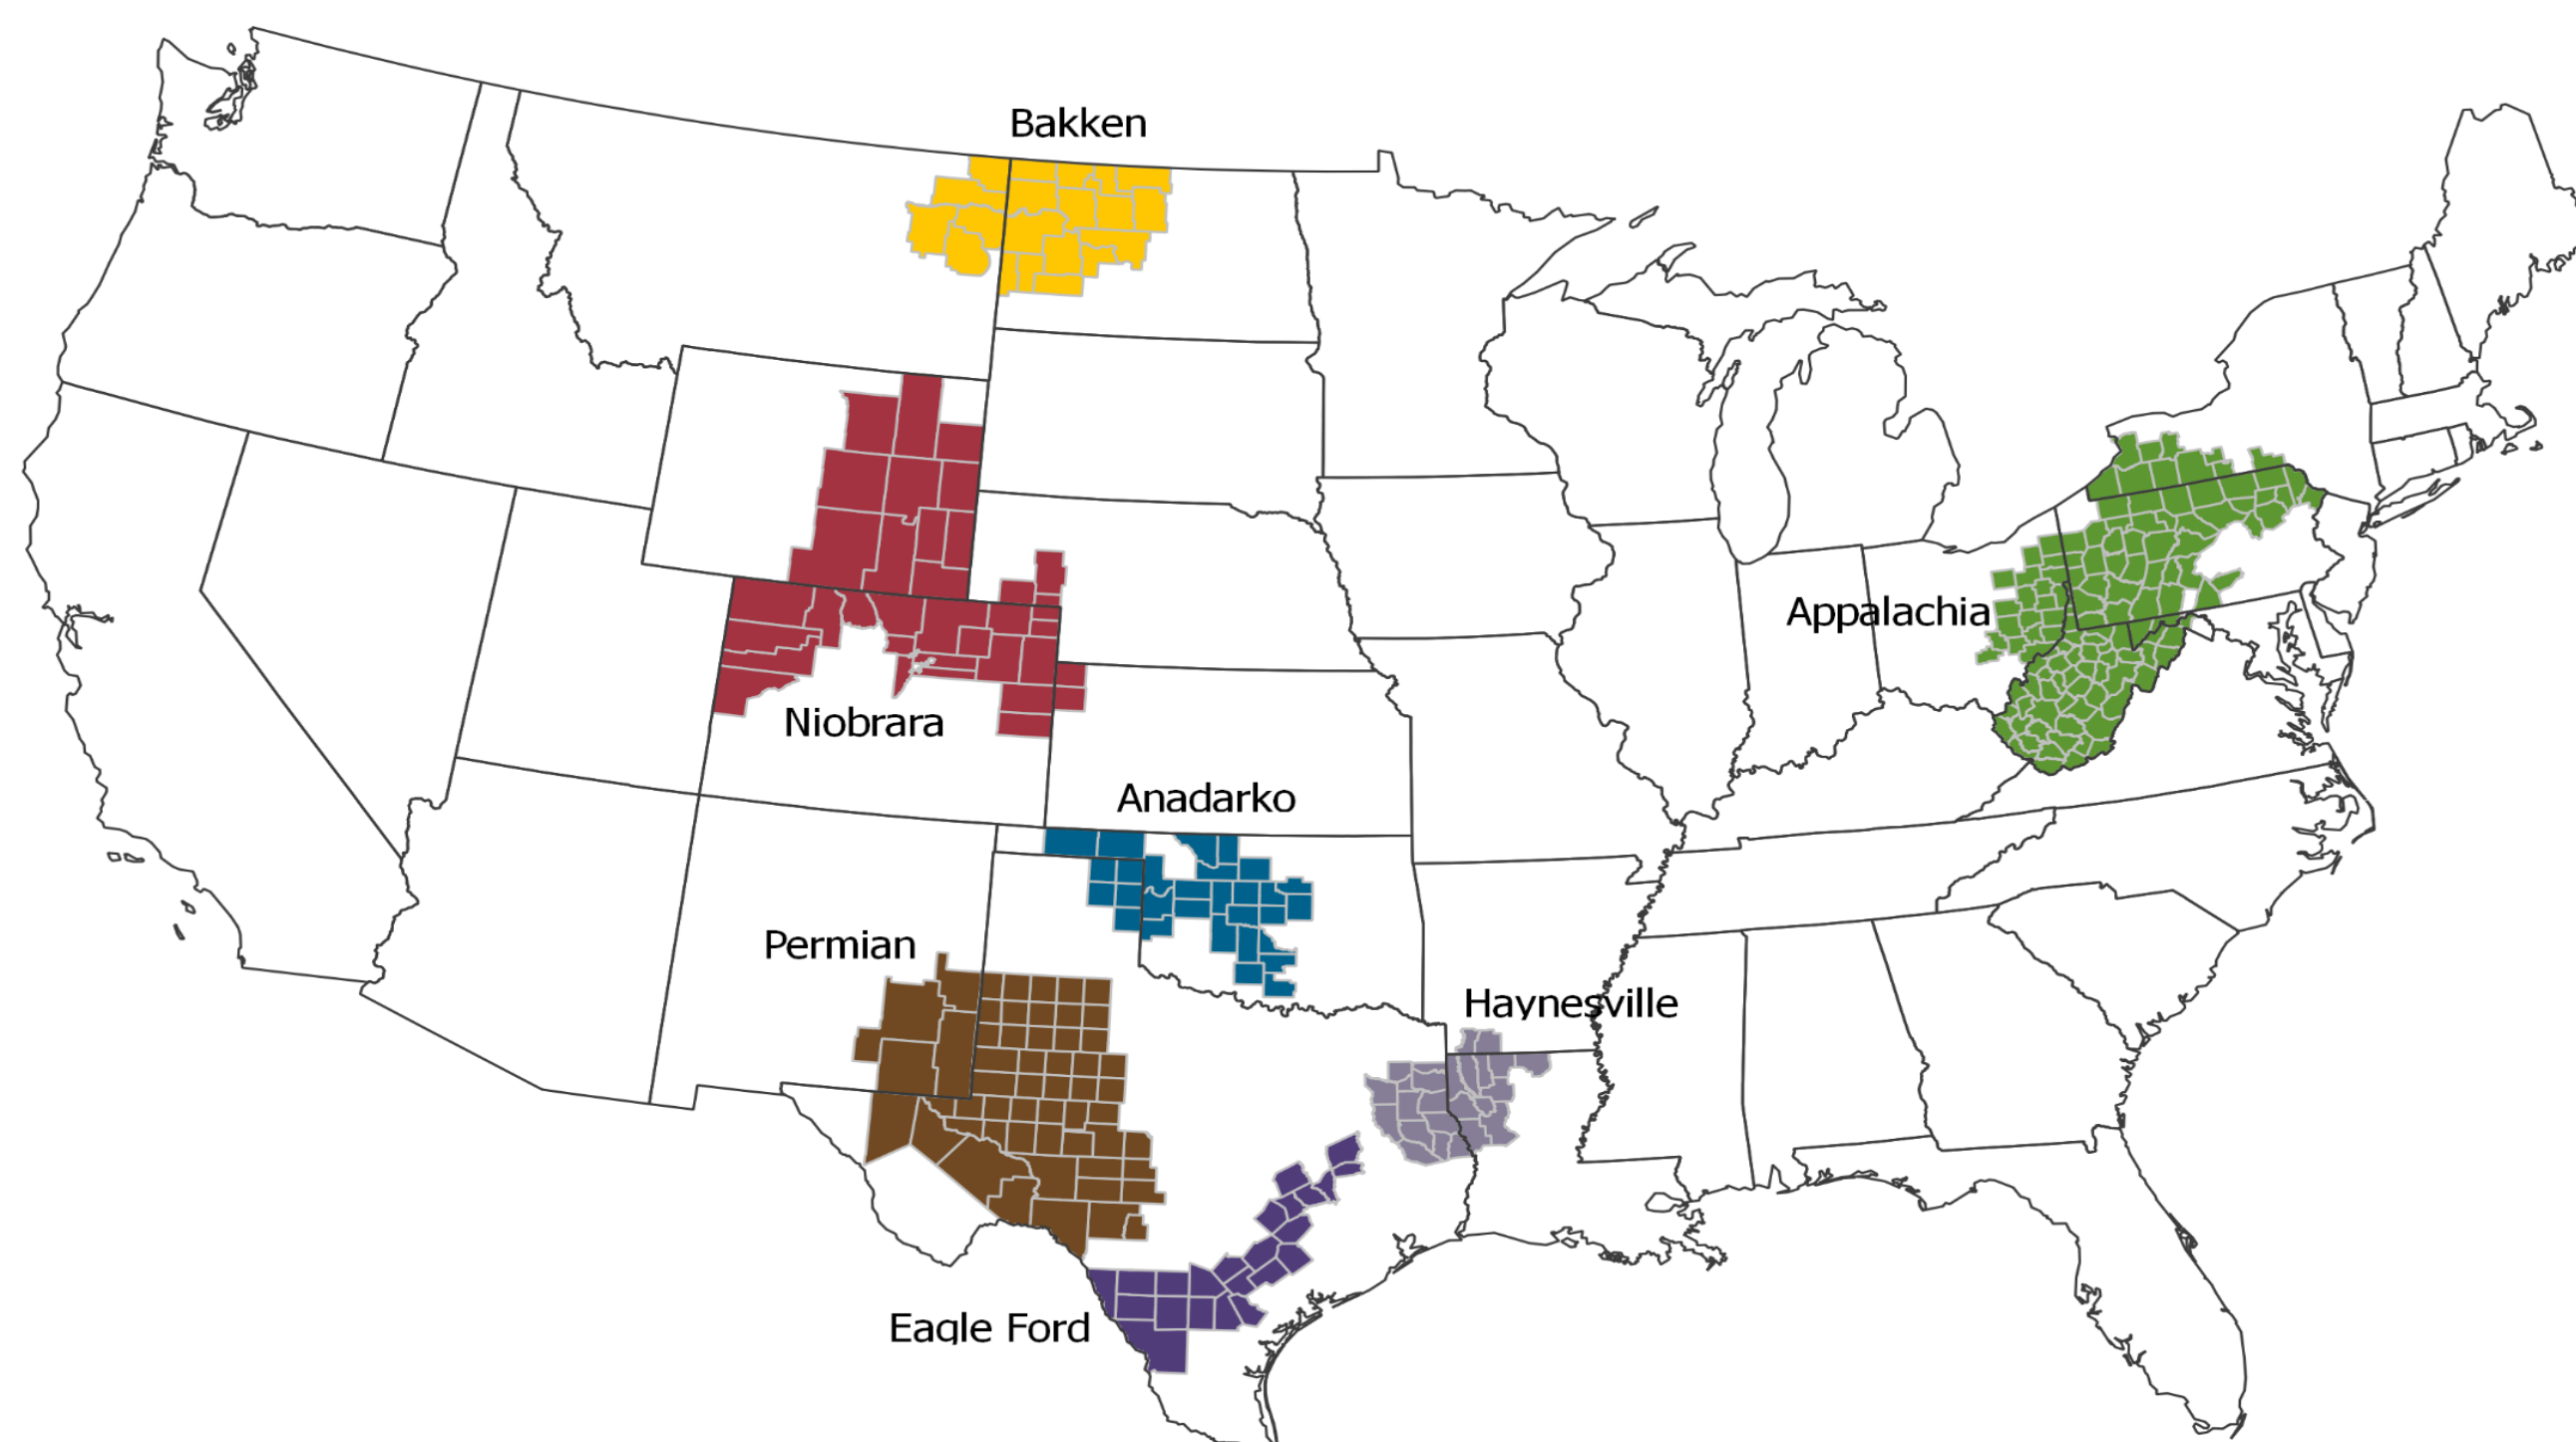 Bakken
Appalachia
Niobrara
Anadarko
Permian
Haynesville
Eagle Ford